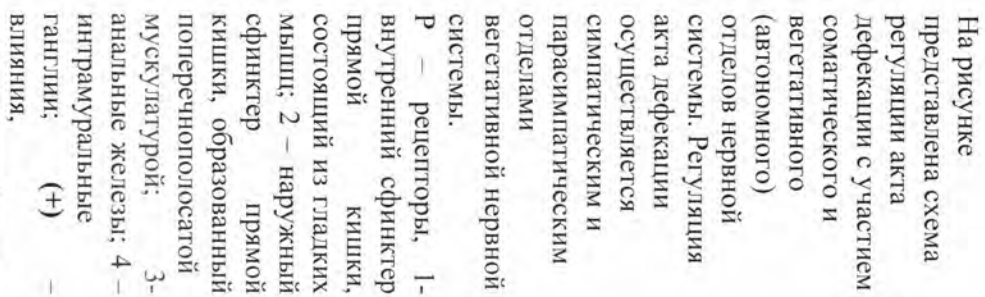 На рисунке
представлена схема
регуляции акта
дефекации с участием
соматического и
вегетативного
(автономного)
отделов нервной
системы. Регуляция
акта дефекации
осуществляется
симпатическим и
парасимпатическим
отделами
вегетативной нервной
системы.
Р – рецепторы, 1-
внутренний сфинктер
прямой кишки,
состоящий из гладких
мышц; 2 – наружный
сфинктер прямой
кишки, образованный
поперечнополосатой
мускулатурой; 3-
анальные железы; 4 –
интрамуральные
ганглии; (+) –
влияния,